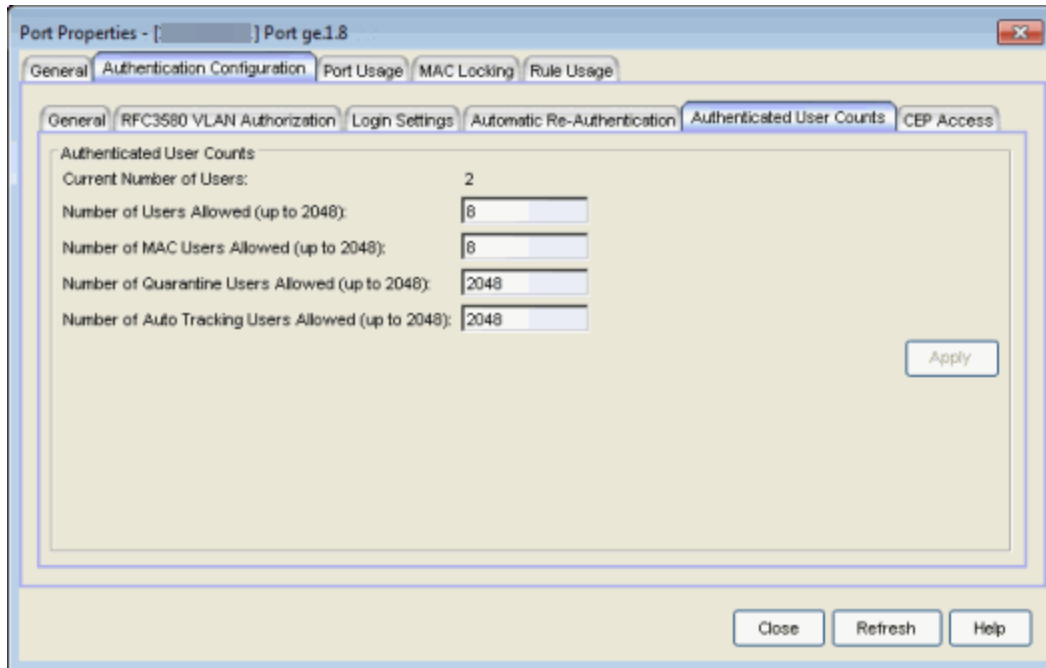 Port Properties - [ ] Port ge.1.8
General Authentication Configuration Port Usage MAC Locking Rule Usage
General RFC3580 VLAN Authorization Login Settings Automatic Re-Authentication Authenticated User Counts CEP Access
Authenticated User Counts
Current Number of Users: 2
Number of Users Allowed (up to 2048): 8
Number of MAC Users Allowed (up to 2048): 8
Number of Quarantine Users Allowed (up to 2048): 2048
Number of Auto Tracking Users Allowed (up to 2048): 2048
Apply
Close Refresh Help